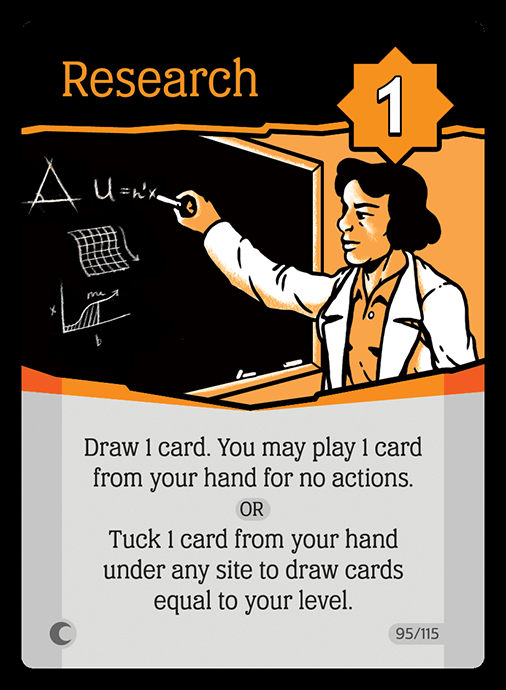 Research
1
U = n'x
x
b
Draw 1 card. You may play 1 card
from your hand for no actions.
OR
Tuck 1 card from your hand
under any site to draw cards
equal to your level.
95/115